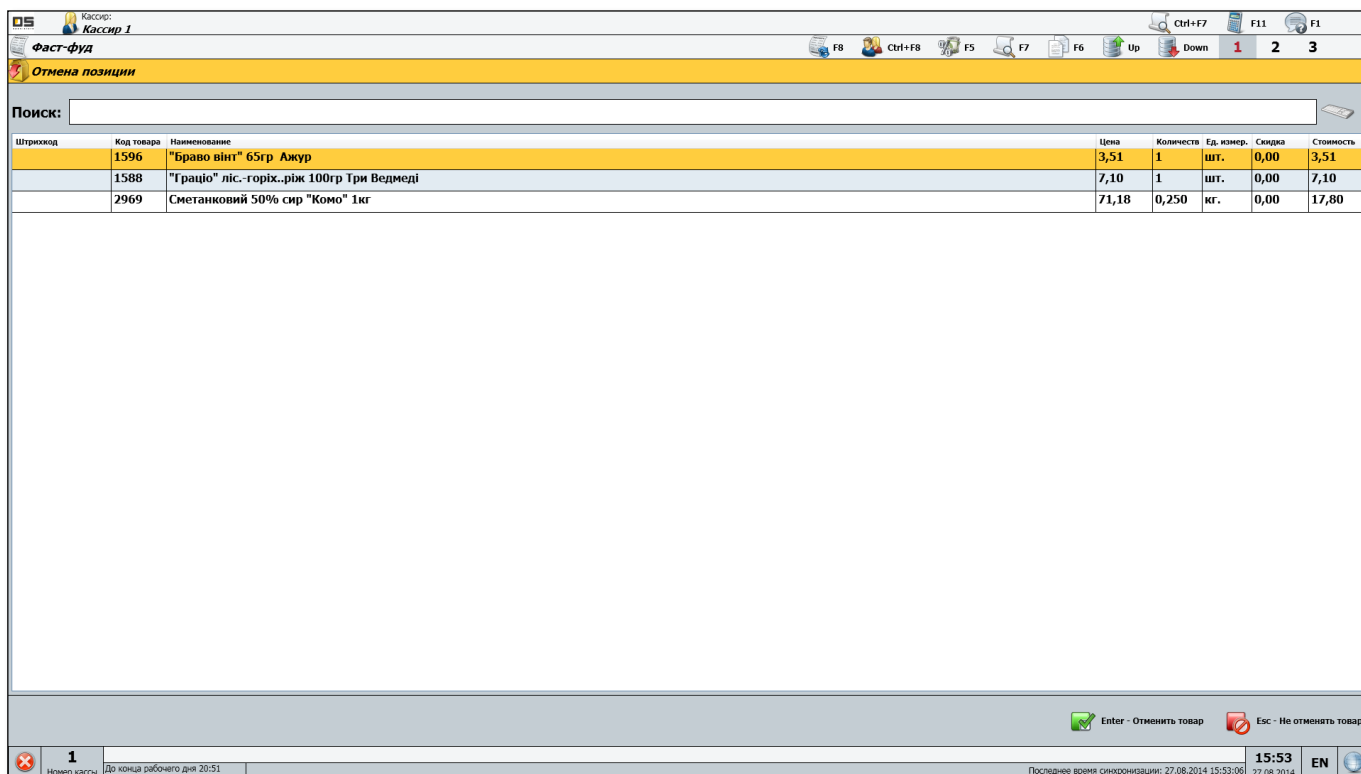 DS Кассир: Ctrl+F7 F11 F1
Кассир 1
Фаст-фуд F8 Ctrl+F8 F5 F7 F6 Up Down 1 2 3
Отмена позиции
Поиск:
Штрихкод Код товара Наименование Цена Количеств Ед. измер. Скидка Стоимость
1596 "Браво вінт" 65гр Ажур 3,51 1 шт. 0,00 3,51
1588 "Граціо" ліс.-горіх..ріж 100гр Три Ведмеді 7,10 1 шт. 0,00 7,10
2969 Сметанковий 50% сир "Комо" 1кг 71,18 0,250 кг. 0,00 17,80
Enter - Отменить товар Esc - Не отменять товар
1 15:53 EN
Номер кассы До конца рабочего дня 20:51 Последнее время синхронизации: 27.08.2014 15:53:06 27.08.2014